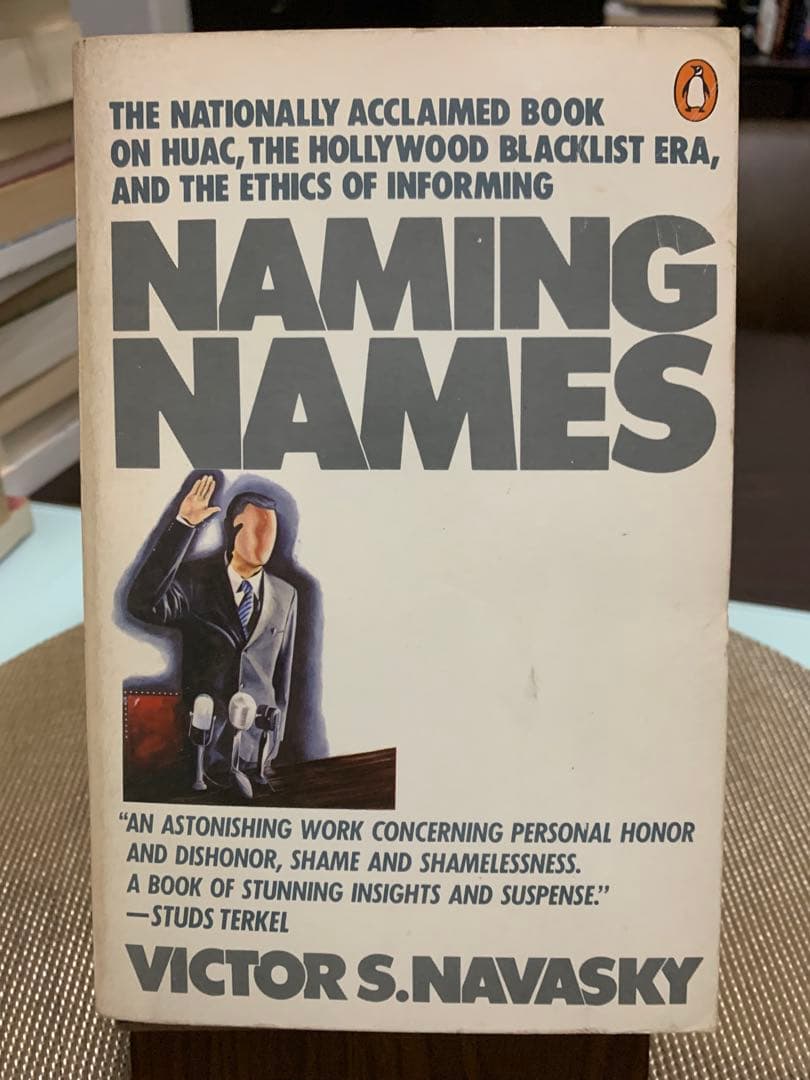 THE NATIONALLY ACCLAIMED BOOK
ON HUAC, THE HOLLYWOOD BLACKLIST ERA,
AND THE ETHICS OF INFORMING
NAMING
NAMES
“AN ASTONISHING WORK CONCERNING PERSONAL HONOR
AND DISHONOR, SHAME AND SHAMELESSNESS.
A BOOK OF STUNNING INSIGHTS AND SUSPENSE.”
—STUDS TERKEL
VICTOR S. NAVASKY